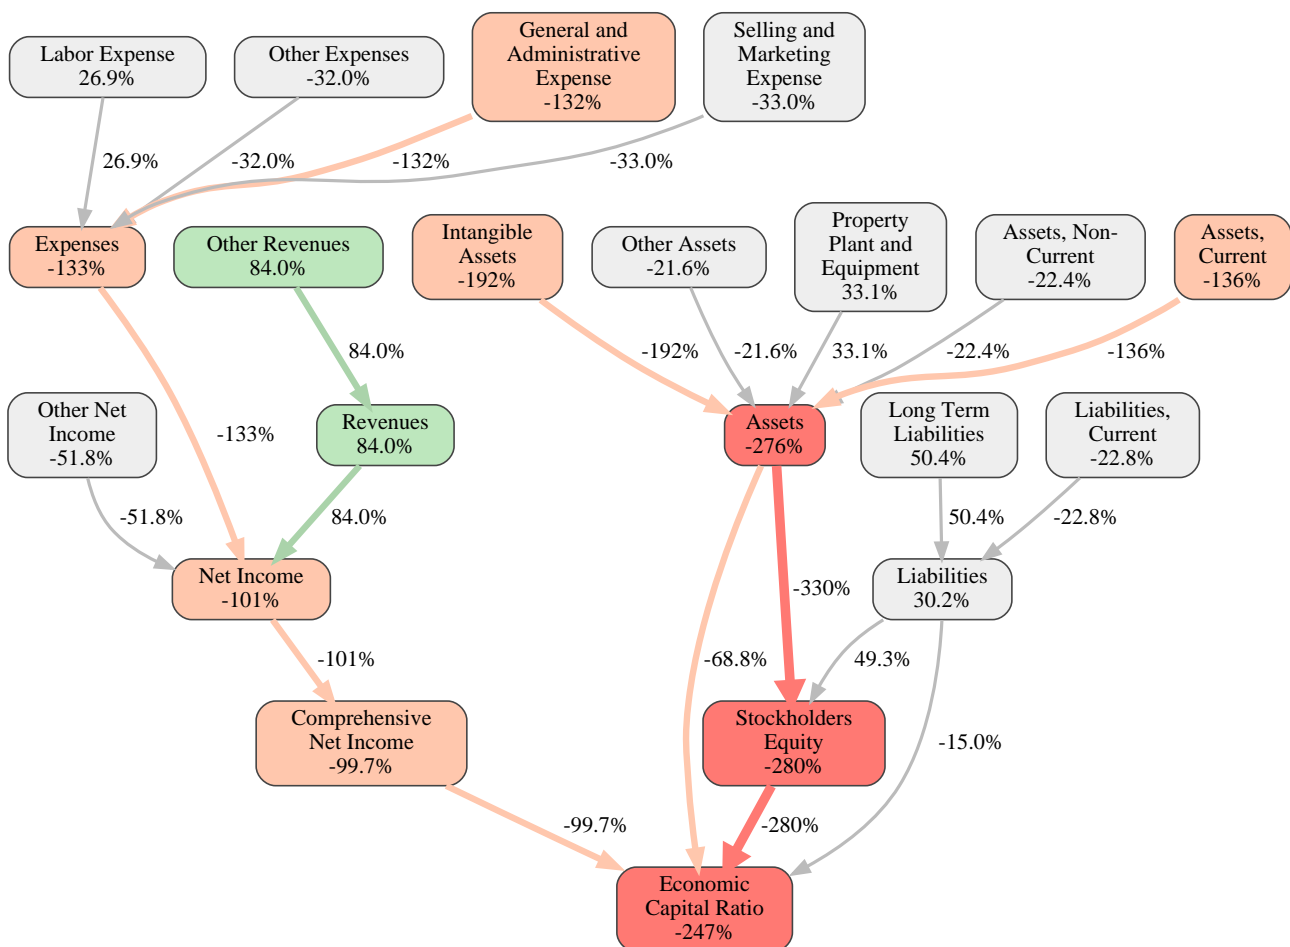 Labor Expense
26.9%
Other Expenses
-32.0%
General and
Administrative
Expense
-132%
Selling and
Marketing
Expense
-33.0%
26.9%
-32.0%
-132%
-33.0%
Expenses
-133%
Other Revenues
84.0%
Intangible
Assets
-192%
Other Assets
-21.6%
Property
Plant and
Equipment
33.1%
Assets, Non-
Current
-22.4%
Assets,
Current
-136%
84.0%
-192%
-21.6%
33.1%
-22.4%
-136%
Other Net
Income
-51.8%
-133%
Revenues
84.0%
Assets
-276%
Long Term
Liabilities
50.4%
Liabilities,
Current
-22.8%
-51.8%
84.0%
50.4%
-22.8%
Net Income
-101%
-330%
Liabilities
30.2%
-101%
-68.8%
49.3%
-15.0%
Comprehensive
Net Income
-99.7%
Stockholders
Equity
-280%
-99.7%
-280%
Economic
Capital Ratio
-247%